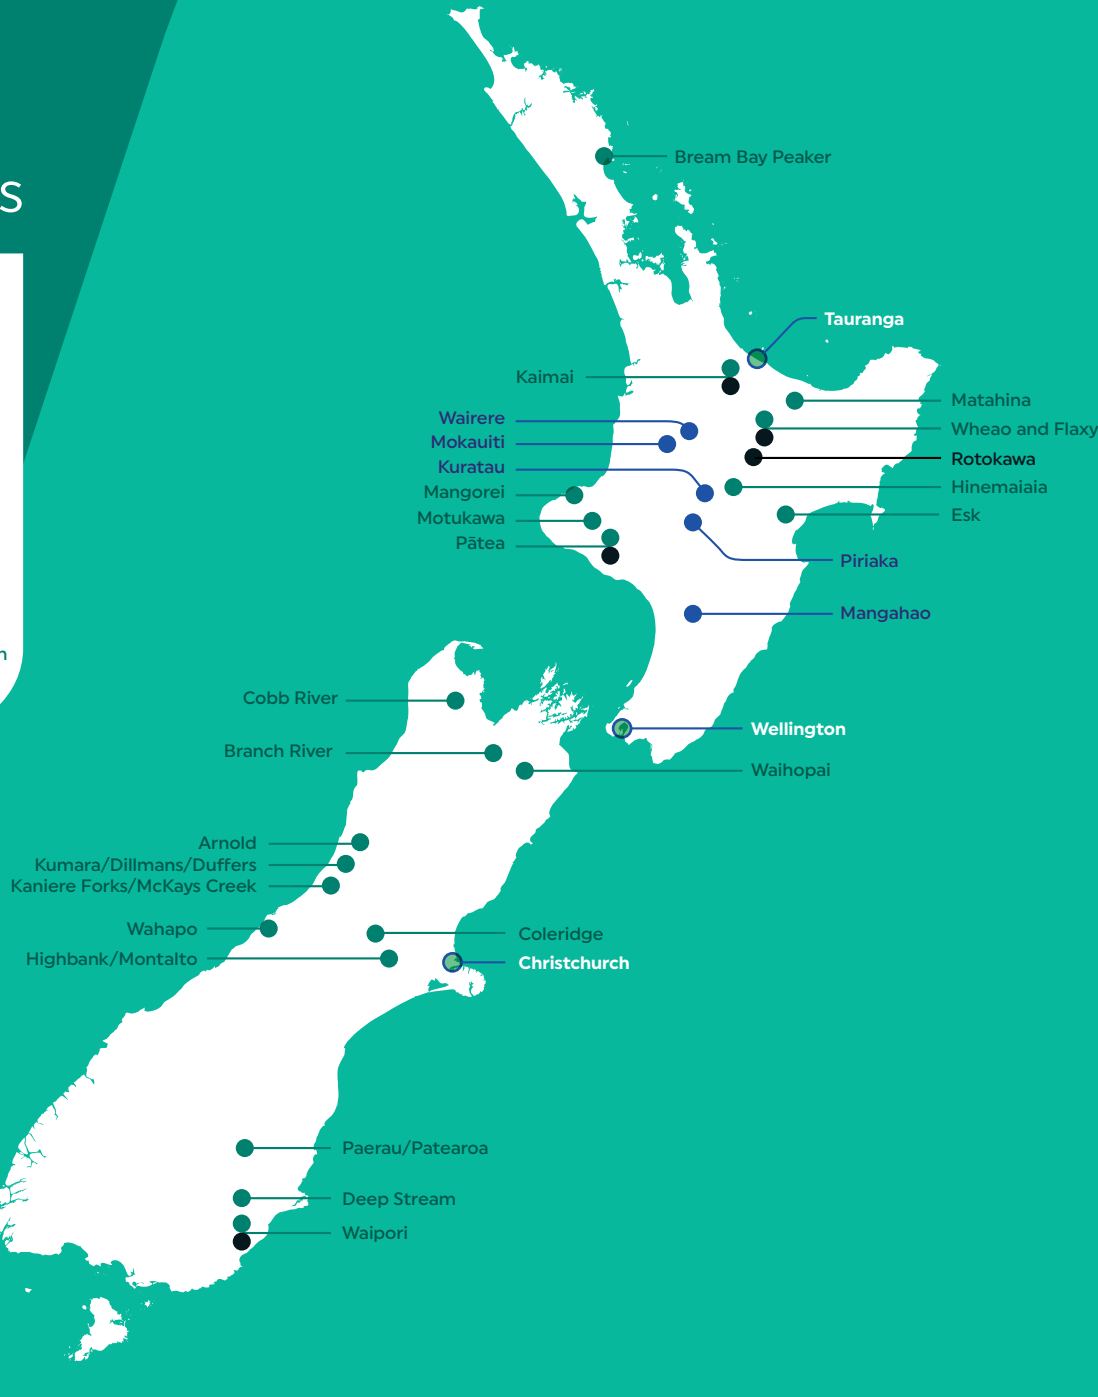 s
Bream Bay Peaker
Tauranga
Kaimai
Matahina
Wairere
Wheao and Flaxy
Mokauiti
Rotokawa
Kuratau
Hinemaiaia
Mangorei
Esk
Motukawa
Pātea
Piriaka
Mangahao
n
Cobb River
Wellington
Branch River
Waihopai
Arnold
Kumara/Dillmans/Duffers
Kaniere Forks/McKays Creek
Wahapo
Coleridge
Highbank/Montalto
Christchurch
Paerau/Patearoa
Deep Stream
Waipori